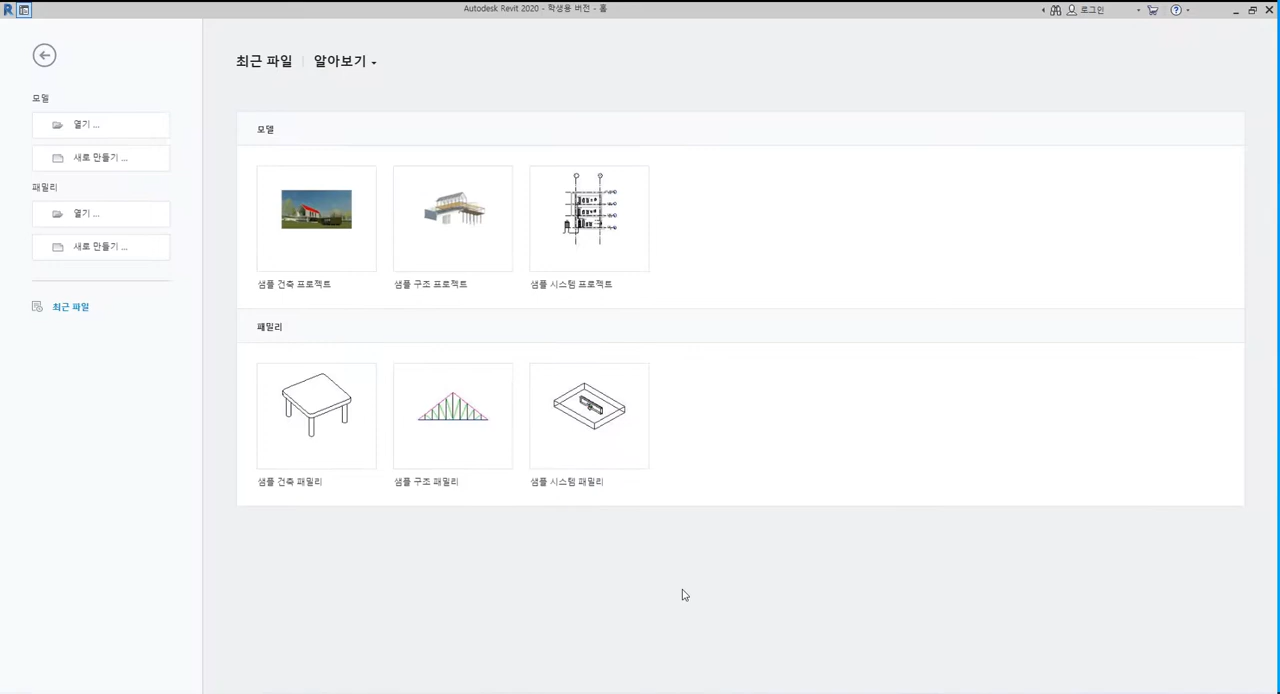 Autodesk Revit 2020 - 학생용 버전 - 홈
로그인
최근 파일
알아보기
모델
열기 ...
새로 만들기 ...
패밀리
열기 ...
새로 만들기 ...
최근 파일
모델
샘플 건축 프로젝트
샘플 구조 프로젝트
샘플 시스템 프로젝트
패밀리
샘플 건축 패밀리
샘플 구조 패밀리
샘플 시스템 패밀리